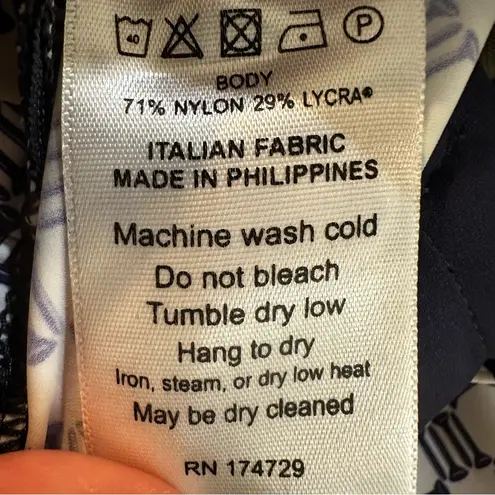 40 P
BODY
71% NYLON 29% LYCRA®
ITALIAN FABRIC
MADE IN PHILIPPINES
Machine wash cold
Do not bleach
Tumble dry low
Hang to dry
Iron, steam, or dry low heat
May be dry cleaned
RN 174729